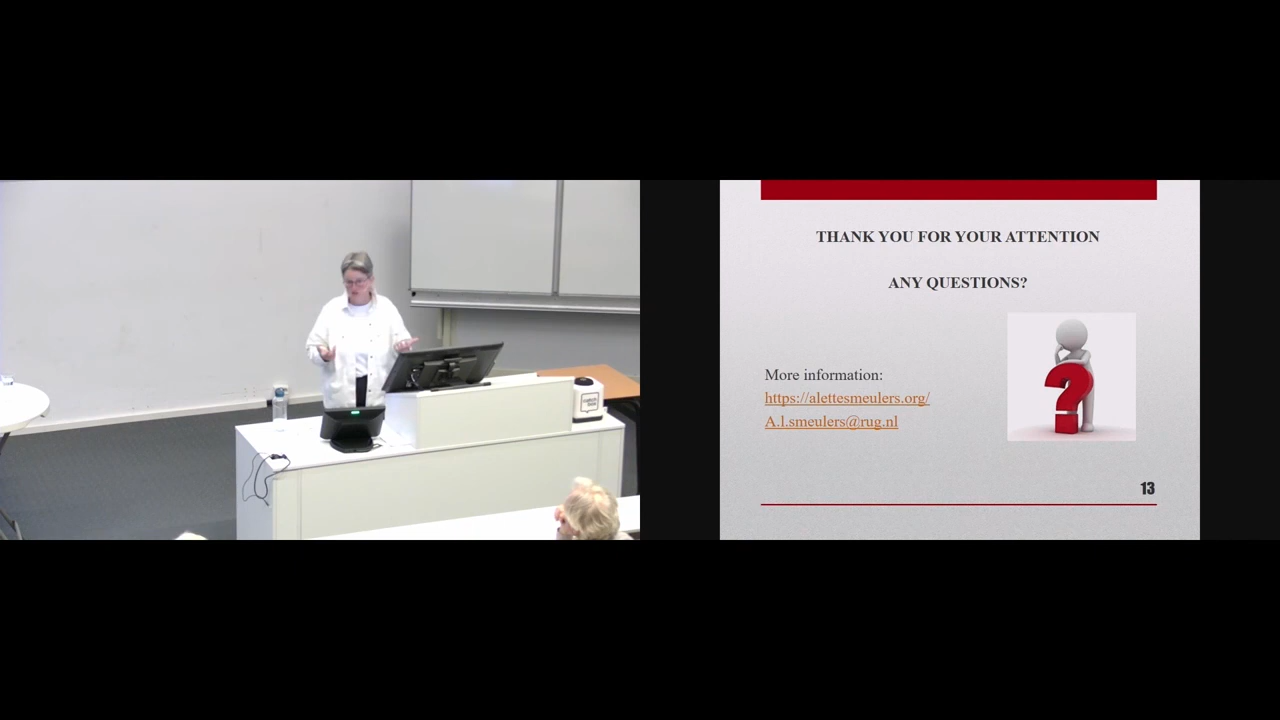 THANK YOU FOR YOUR ATTENTION
ANY QUESTIONS?
More information:
https://alettesmeulers.org/
A.l.smeulers@rug.nl
13